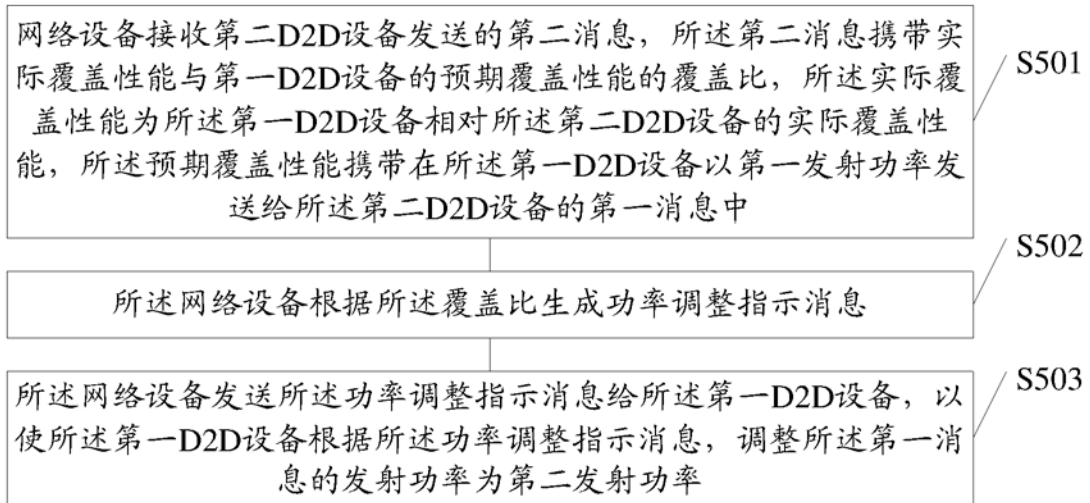 网络设备接收第二D2D设备发送的第二消息，所述第二消息携带实
际覆盖性能与第一D2D设备的预期覆盖性能的覆盖比，所述实际覆
盖性能为所述第一D2D设备相对所述第二D2D设备的实际覆盖性
能，所述预期覆盖性能携带在所述第一D2D设备以第一发射功率发
送给所述第二D2D设备的第一消息中
S501
所述网络设备根据所述覆盖比生成功率调整指示消息
S502
所述网络设备发送所述功率调整指示消息给所述第一D2D设备，以
使所述第一D2D设备根据所述功率调整指示消息，调整所述第一消
息的发射功率为第二发射功率
S503